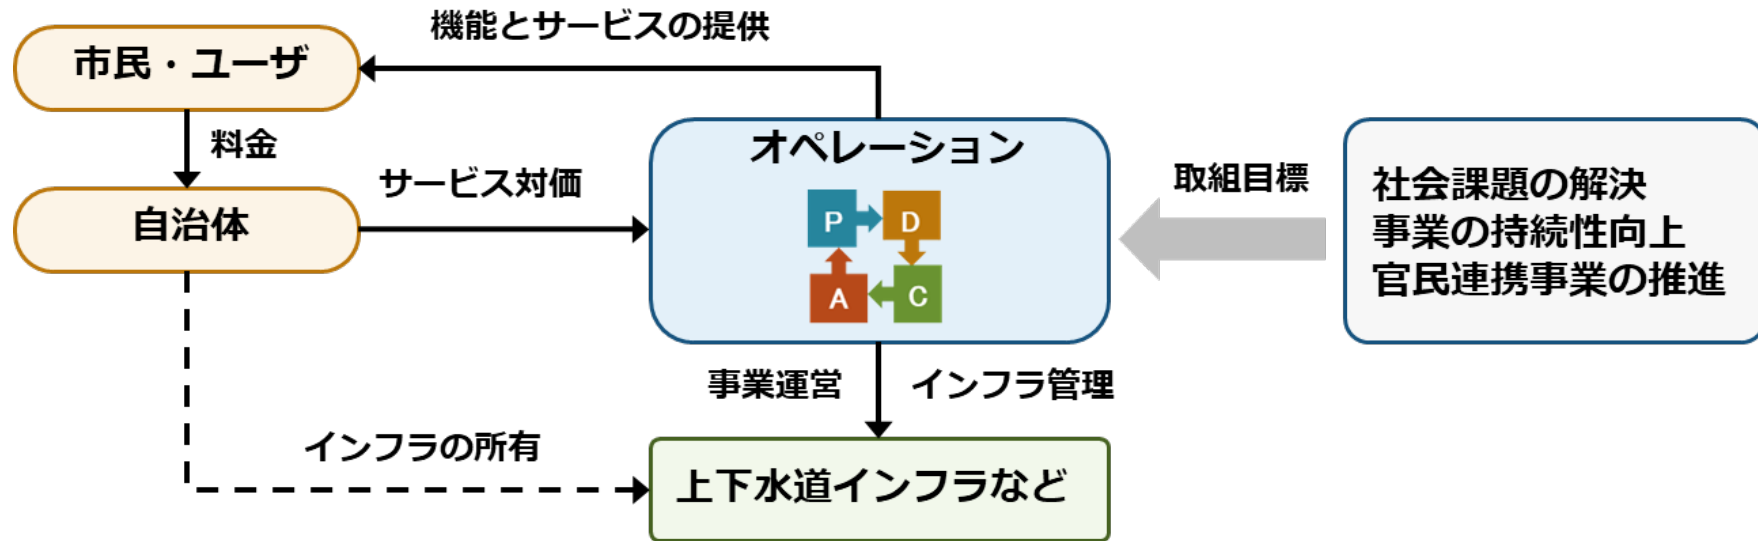 機能とサービスの提供
市民・ユーザ
料金
自治体
サービス対価
オペレーション
P
D
A
C
取組目標
社会課題の解決
事業の持続性向上
官民連携事業の推進
事業運営
インフラ管理
インフラの所有
上下水道インフラなど